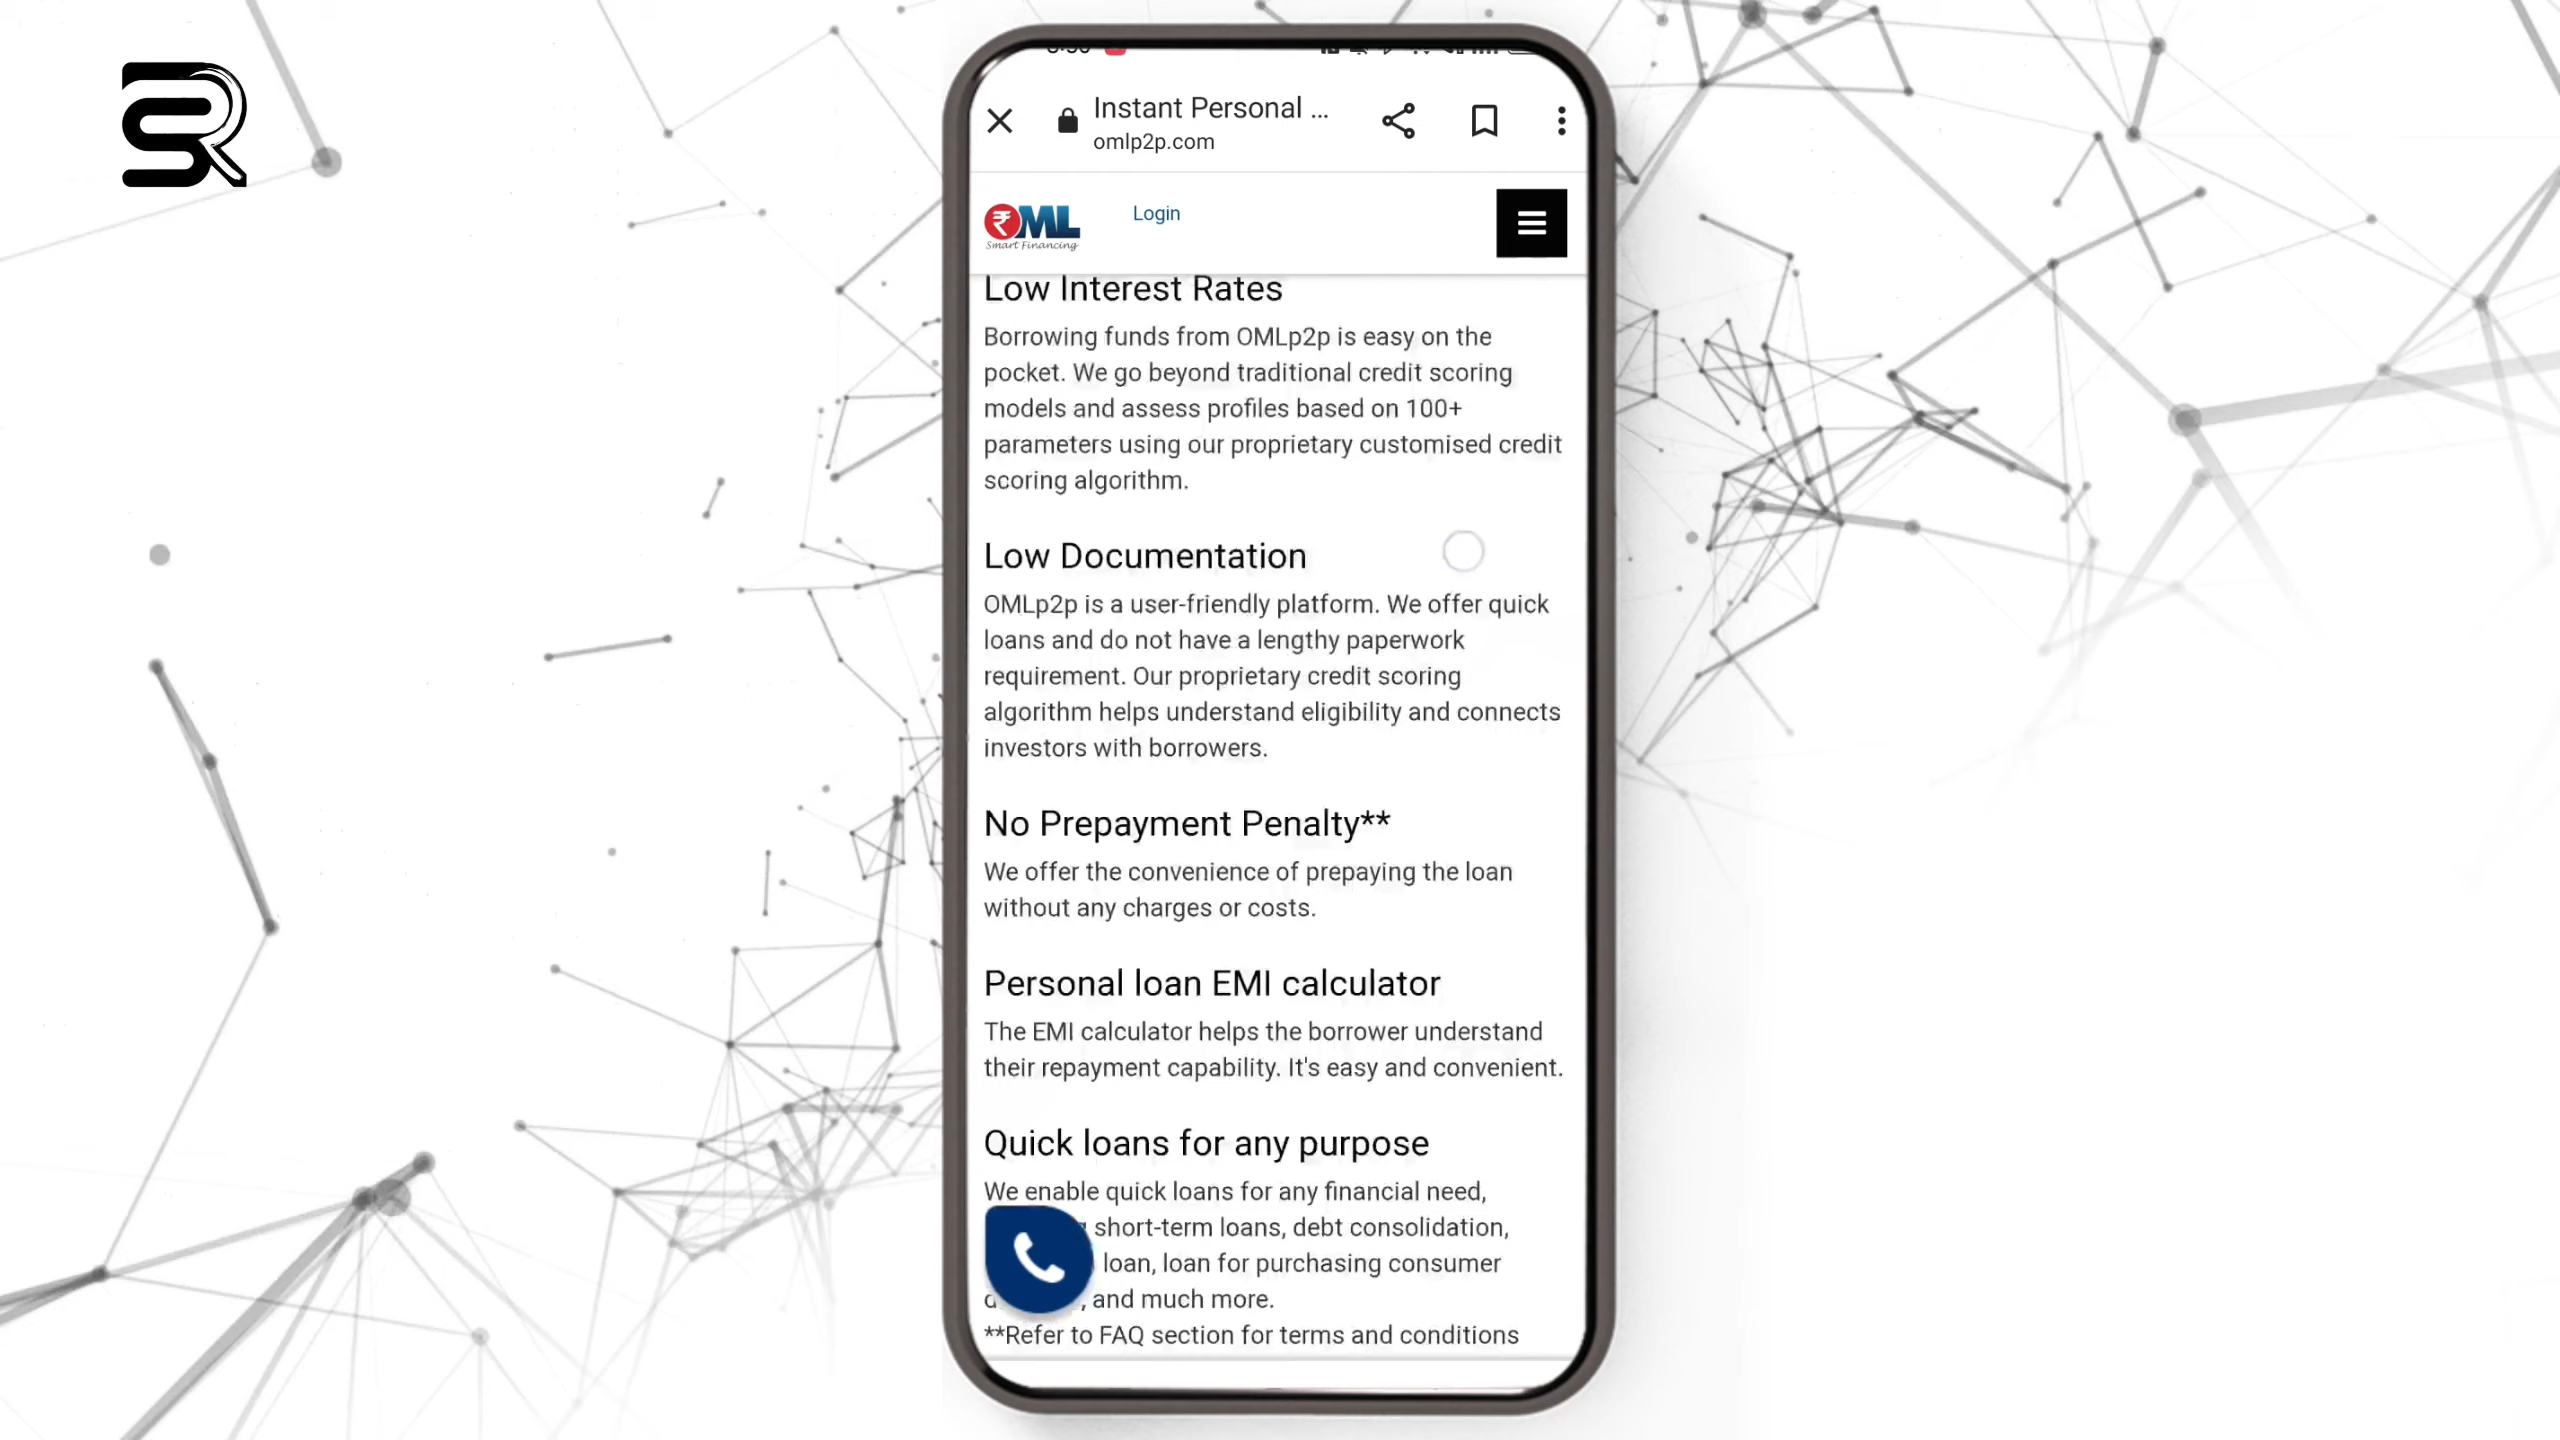 Instant Personal ...
omlp2p.com
OML
Smart Financing
Login
Low Interest Rates
Borrowing funds from OMLp2p is easy on the
pocket. We go beyond traditional credit scoring
models and assess profiles based on 100+
parameters using our proprietary customised credit
scoring algorithm.
Low Documentation
OMLp2p is a user-friendly platform. We offer quick
loans and do not have a lengthy paperwork
requirement. Our proprietary credit scoring
algorithm helps understand eligibility and connects
investors with borrowers.
No Prepayment Penalty**
We offer the convenience of prepaying the loan
without any charges or costs.
Personal loan EMI calculator
The EMI calculator helps the borrower understand
their repayment capability. It's easy and convenient.
Quick loans for any purpose
We enable quick loans for any financial need,
short-term loans, debt consolidation,
loan, loan for purchasing consumer
, and much more.
**Refer to FAQ section for terms and conditions